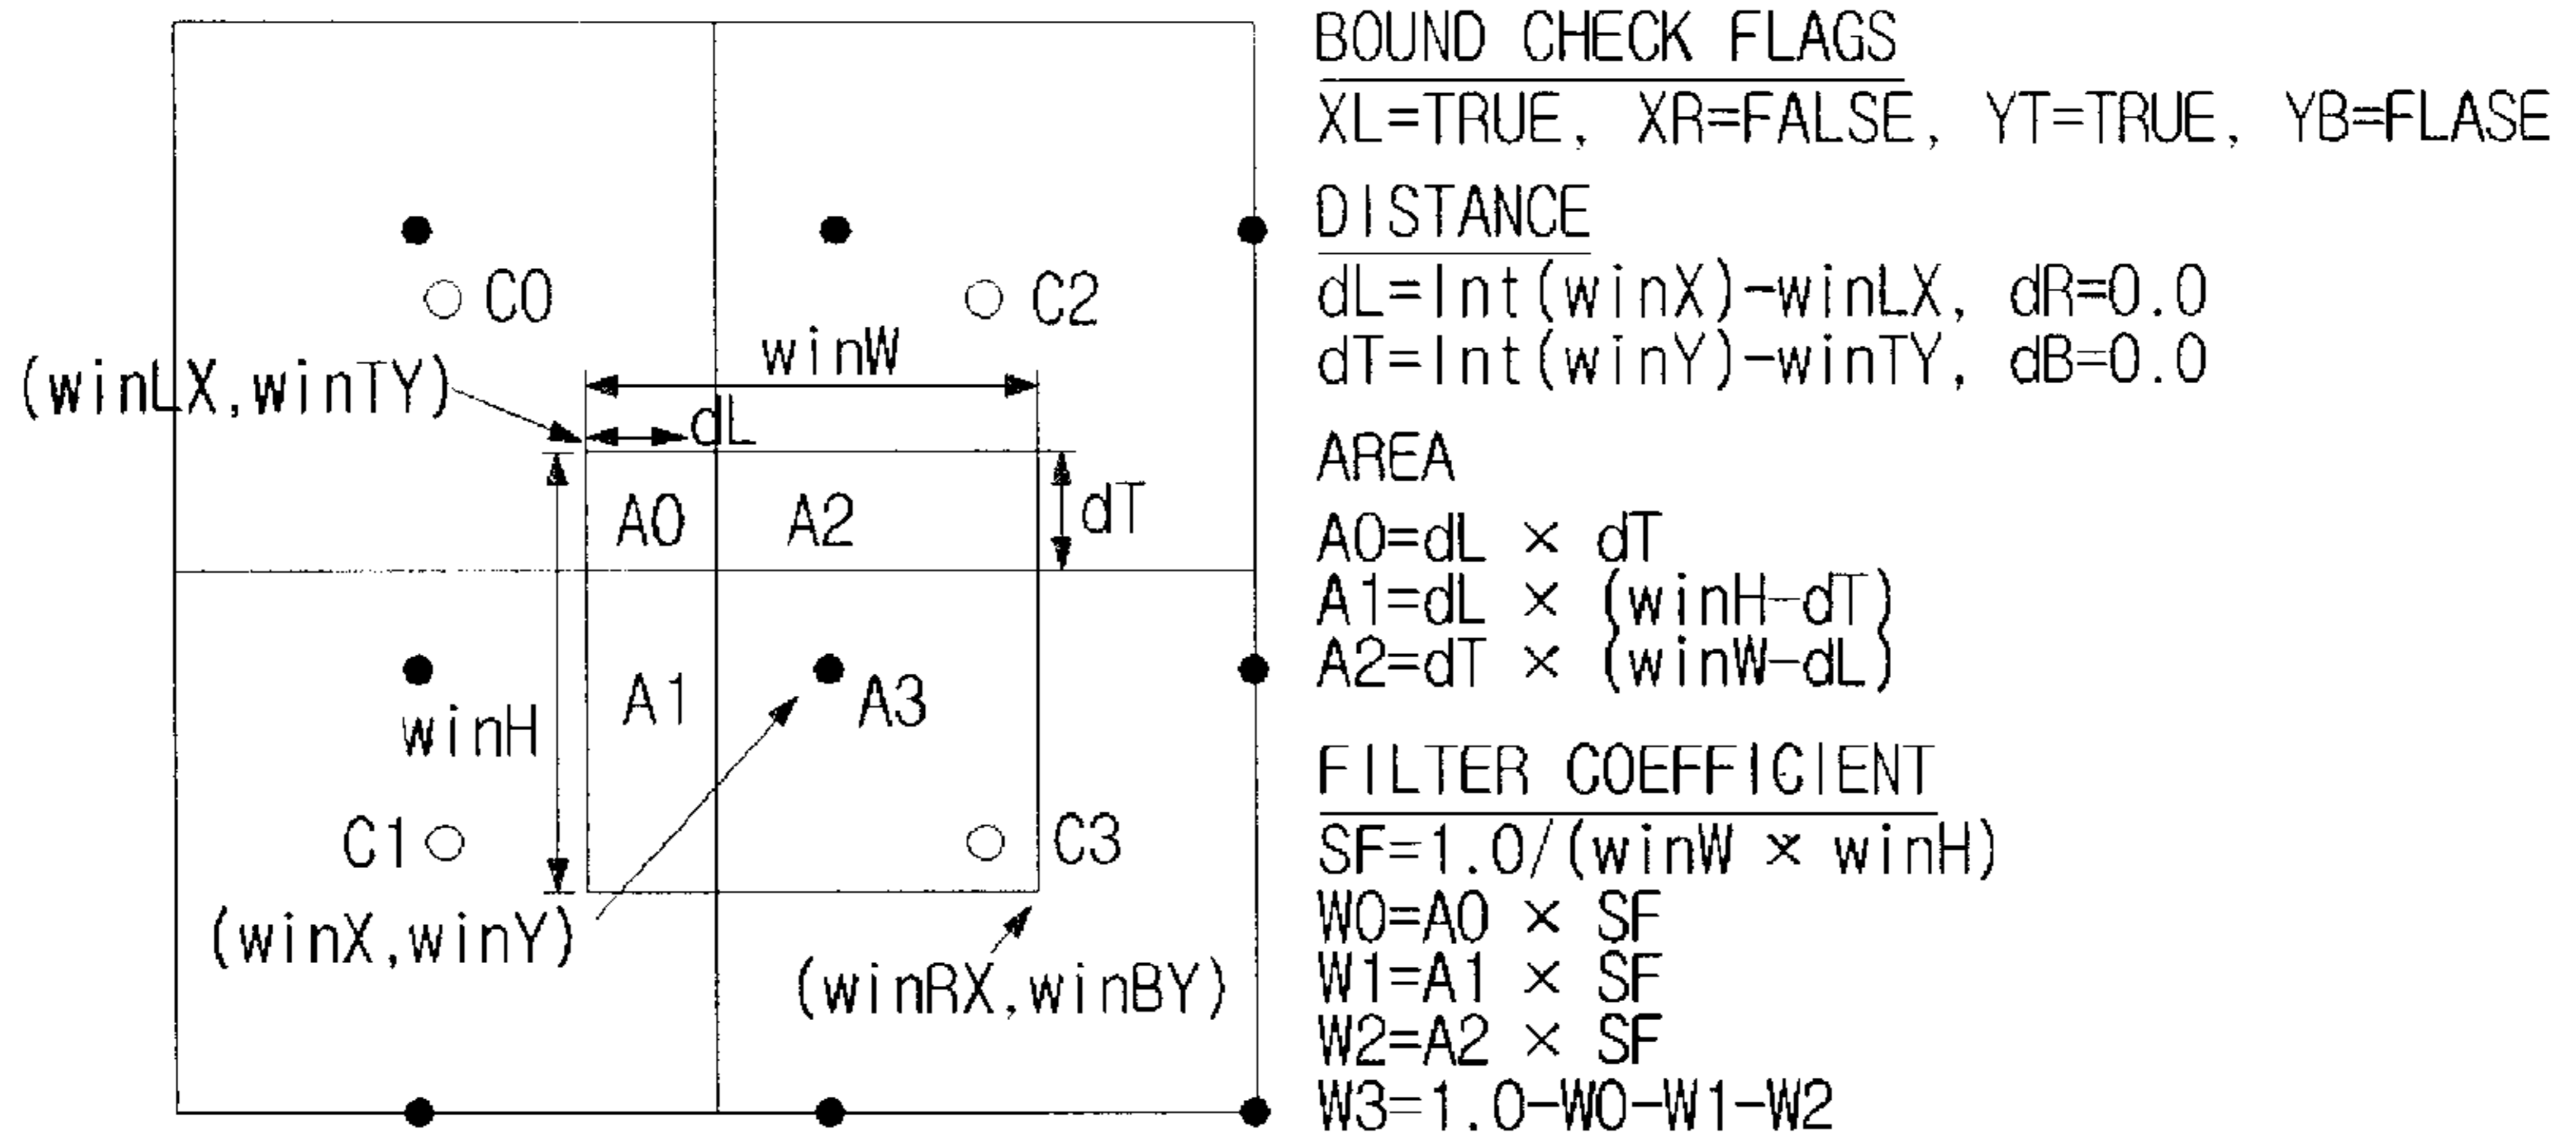 C0
C2
winW
(winLX,winTY)
dL
A0
A2
dT
winH
A1
A3
C1
C3
(winX,winY)
(winRX,winBY)
BOUND CHECK FLAGS
XL=TRUE, XR=FALSE, YT=TRUE, YB=FLASE
DISTANCE
dL=Int(winX)-winLX, dR=0.0
dT=Int(winY)-winTY, dB=0.0
AREA
A0=dL × dT
A1=dL × (winH-dT)
A2=dT × (winW-dL)
FILTER COEFFICIENT
SF=1.0/(winW × winH)
W0=A0 × SF
W1=A1 × SF
W2=A2 × SF
W3=1.0-W0-W1-W2